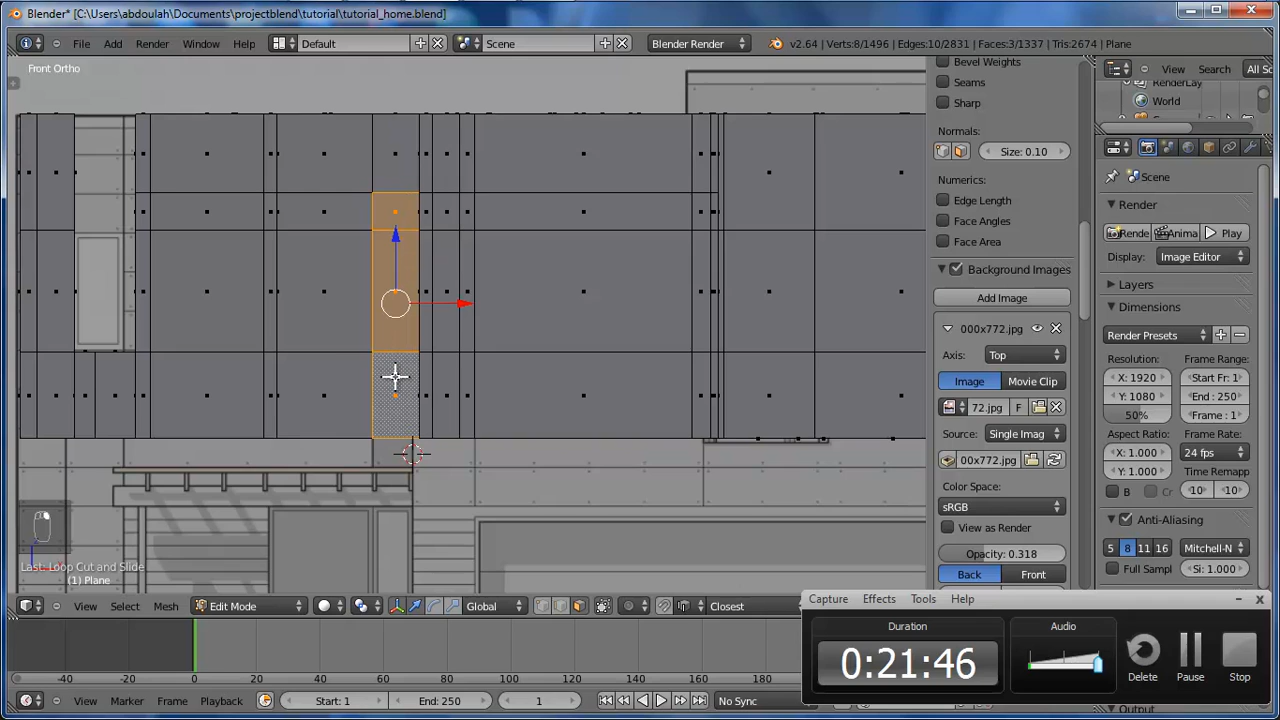 Blender* [C:\Users\abdoulah\Documents\projectblend\tutorial\tutorial_home.blend]
File Add Render Window Help Default Scene Blender Render v2.64 | Verts:8/1496 | Edges:10/2831 | Faces:3/1337 | Tris:2674 | Plane
Front Ortho
Bevel Weights
Seams
Sharp
Normals:
Size: 0.10
Numerics:
Edge Length
Face Angles
Face Area
Background Images
Add Image
000x772.jpg
Axis: Top
Image Movie Clip
72.jpg F
Source: Single Imag
00x772.jpg
Color Space:
sRGB
View as Render
Opacity: 0.318
Back Front
View Search All Sc
RenderLay
World
Scene
Render
Rende Anima Play
Display: Image Editor
Layers
Dimensions
Render Presets
Resolution: Frame Range:
X: 1920 Start Fr: 1
Y: 1080 End : 250
50% Frame : 1
Aspect Ratio: Frame Rate:
X: 1.000 24 fps
Y: 1.000 Time Remapp
B Cr 10 10
Anti-Aliasing
5 8 11 16 Mitchell-N
Full Sampl Si: 1.000
Output
Last: Loop Cut and Slide
(1) Plane
View Select Mesh Edit Mode Global Closest
-40 -20 0 20 40 60 80 100 120 140 160 180
View Marker Frame Playback Start: 1 End: 250 1 No Sync
Capture Effects Tools Help
Duration
0:21:46
Audio
Delete Pause Stop